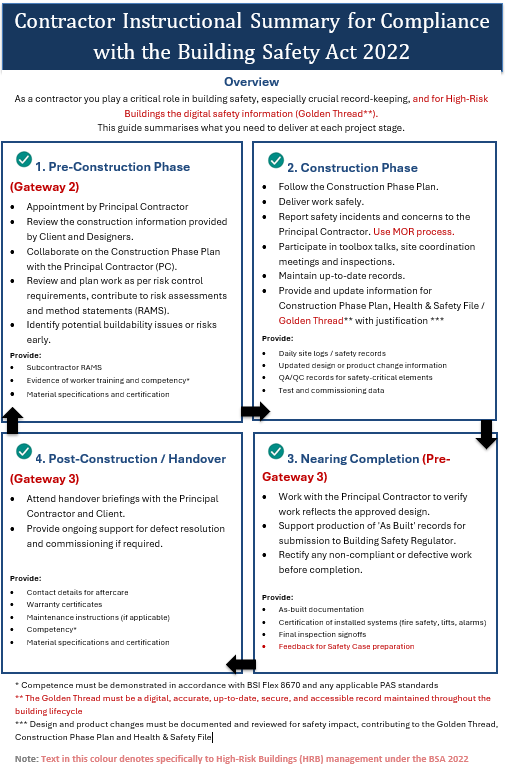 Contractor Instructional Summary for Compliance
with the Building Safety Act 2022
Overview
As a contractor you play a critical role in building safety, especially crucial record-keeping, and for High-Risk
Buildings the digital safety information (Golden Thread**).
This guide summarises what you need to deliver at each project stage.
1. Pre-Construction Phase
(Gateway 2)
• Appointment by Principal Contractor
• Review the construction information provided
by Client and Designers.
• Collaborate on the Construction Phase Plan
with the Principal Contractor (PC).
• Review and plan work as per risk control
requirements, contribute to risk assessments
and method statements (RAMS).
• Identify potential buildability issues or risks
early.
Provide:
• Subcontractor RAMS
• Evidence of worker training and competency*
• Material specifications and certification
2. Construction Phase
• Follow the Construction Phase Plan.
• Deliver work safely.
• Report safety incidents and concerns to the
Principal Contractor. Use MOR process.
• Participate in toolbox talks, site coordination
meetings and inspections.
• Maintain up-to-date records.
• Provide and update information for
Construction Phase Plan, Health & Safety File /
Golden Thread** with justification ***
Provide:
• Daily site logs / safety records
• Updated design or product change information
• QA/QC records for safety-critical elements
• Test and commissioning data
3. Nearing Completion (Pre-
Gateway 3)
• Work with the Principal Contractor to verify
work reflects the approved design.
• Support production of 'As Built' records for
submission to Building Safety Regulator.
• Rectify any non-compliant or defective work
before completion.
Provide:
• As-built documentation
• Certification of installed systems (fire safety, lifts, alarms)
• Final inspection signoffs
• Feedback for Safety Case preparation
4. Post-Construction / Handover
(Gateway 3)
• Attend handover briefings with the Principal
Contractor and Client.
• Provide ongoing support for defect resolution
and commissioning if required.
Provide:
• Contact details for aftercare
• Warranty certificates
• Maintenance instructions (if applicable)
• Competency*
• Material specifications and certification
* Competence must be demonstrated in accordance with BSI Flex 8670 and any applicable PAS standards
** The Golden Thread must be a digital, accurate, up-to-date, secure, and accessible record maintained throughout the
building lifecycle
*** Design and product changes must be documented and reviewed for safety impact, contributing to the Golden Thread,
Construction Phase Plan and Health & Safety File
Note: Text in this colour denotes specifically to High-Risk Buildings (HRB) management under the BSA 2022